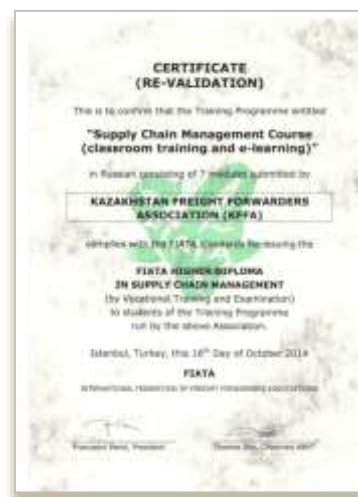 CERTIFICATE
(RE-VALIDATION)
This is to confirm that the Training Programme entitled
"Supply Chain Management Course
(classroom training and e-learning)"
in Russian consisting of 7 modules submitted by
KAZAKHSTAN FREIGHT FORWARDERS
ASSOCIATION (KFFA)
complies with the FIATA standards for issuing the
FIATA HIGHER DIPLOMA
IN SUPPLY CHAIN MANAGEMENT
(by Vocational Training and Examination)
to students of the Training Programme
run by the above Association.
Istanbul, Turkey, this 16th Day of October 2014
FIATA
INTERNATIONAL FEDERATION OF FREIGHT FORWARDERS ASSOCIATIONS
President
Thomas